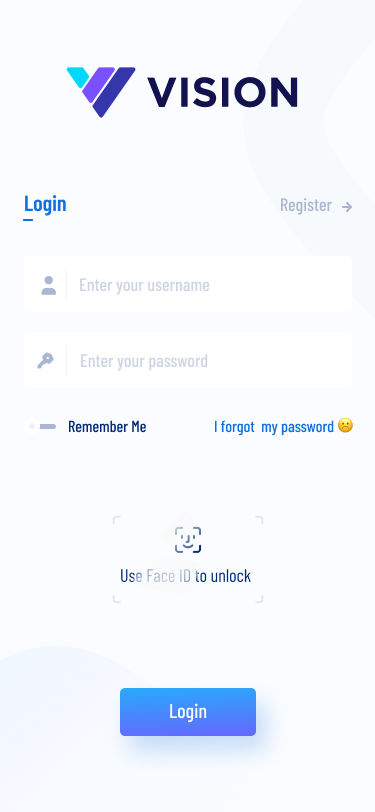 VISION
Login
Register
Enter your username
Enter your password
Remember Me
I forgot my password
Use Face ID to unlock
Login